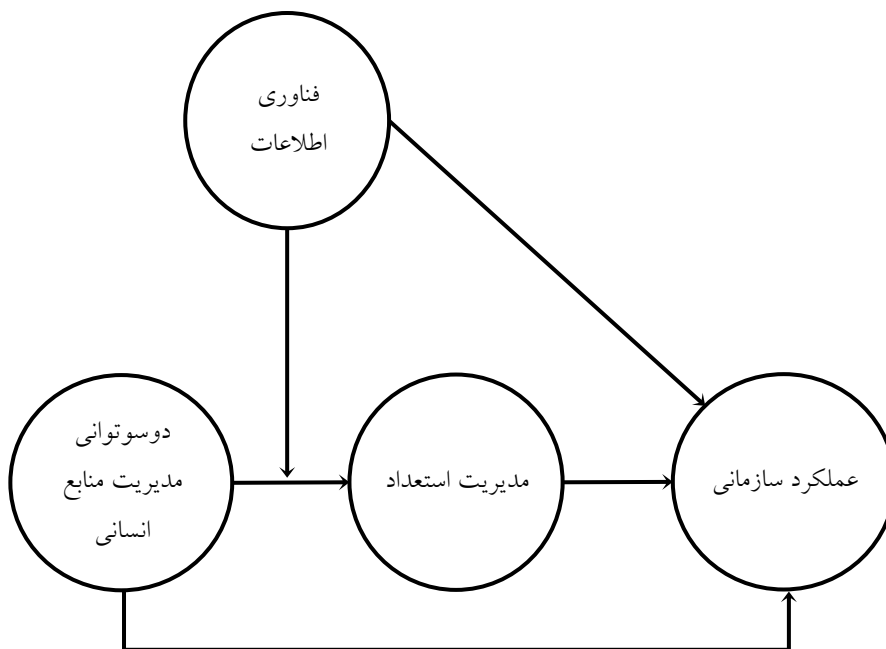 فناوری
اطلاعات
دوسوتوانی
مدیریت منابع
انسانی
مدیریت استعداد
عملکرد سازمانی